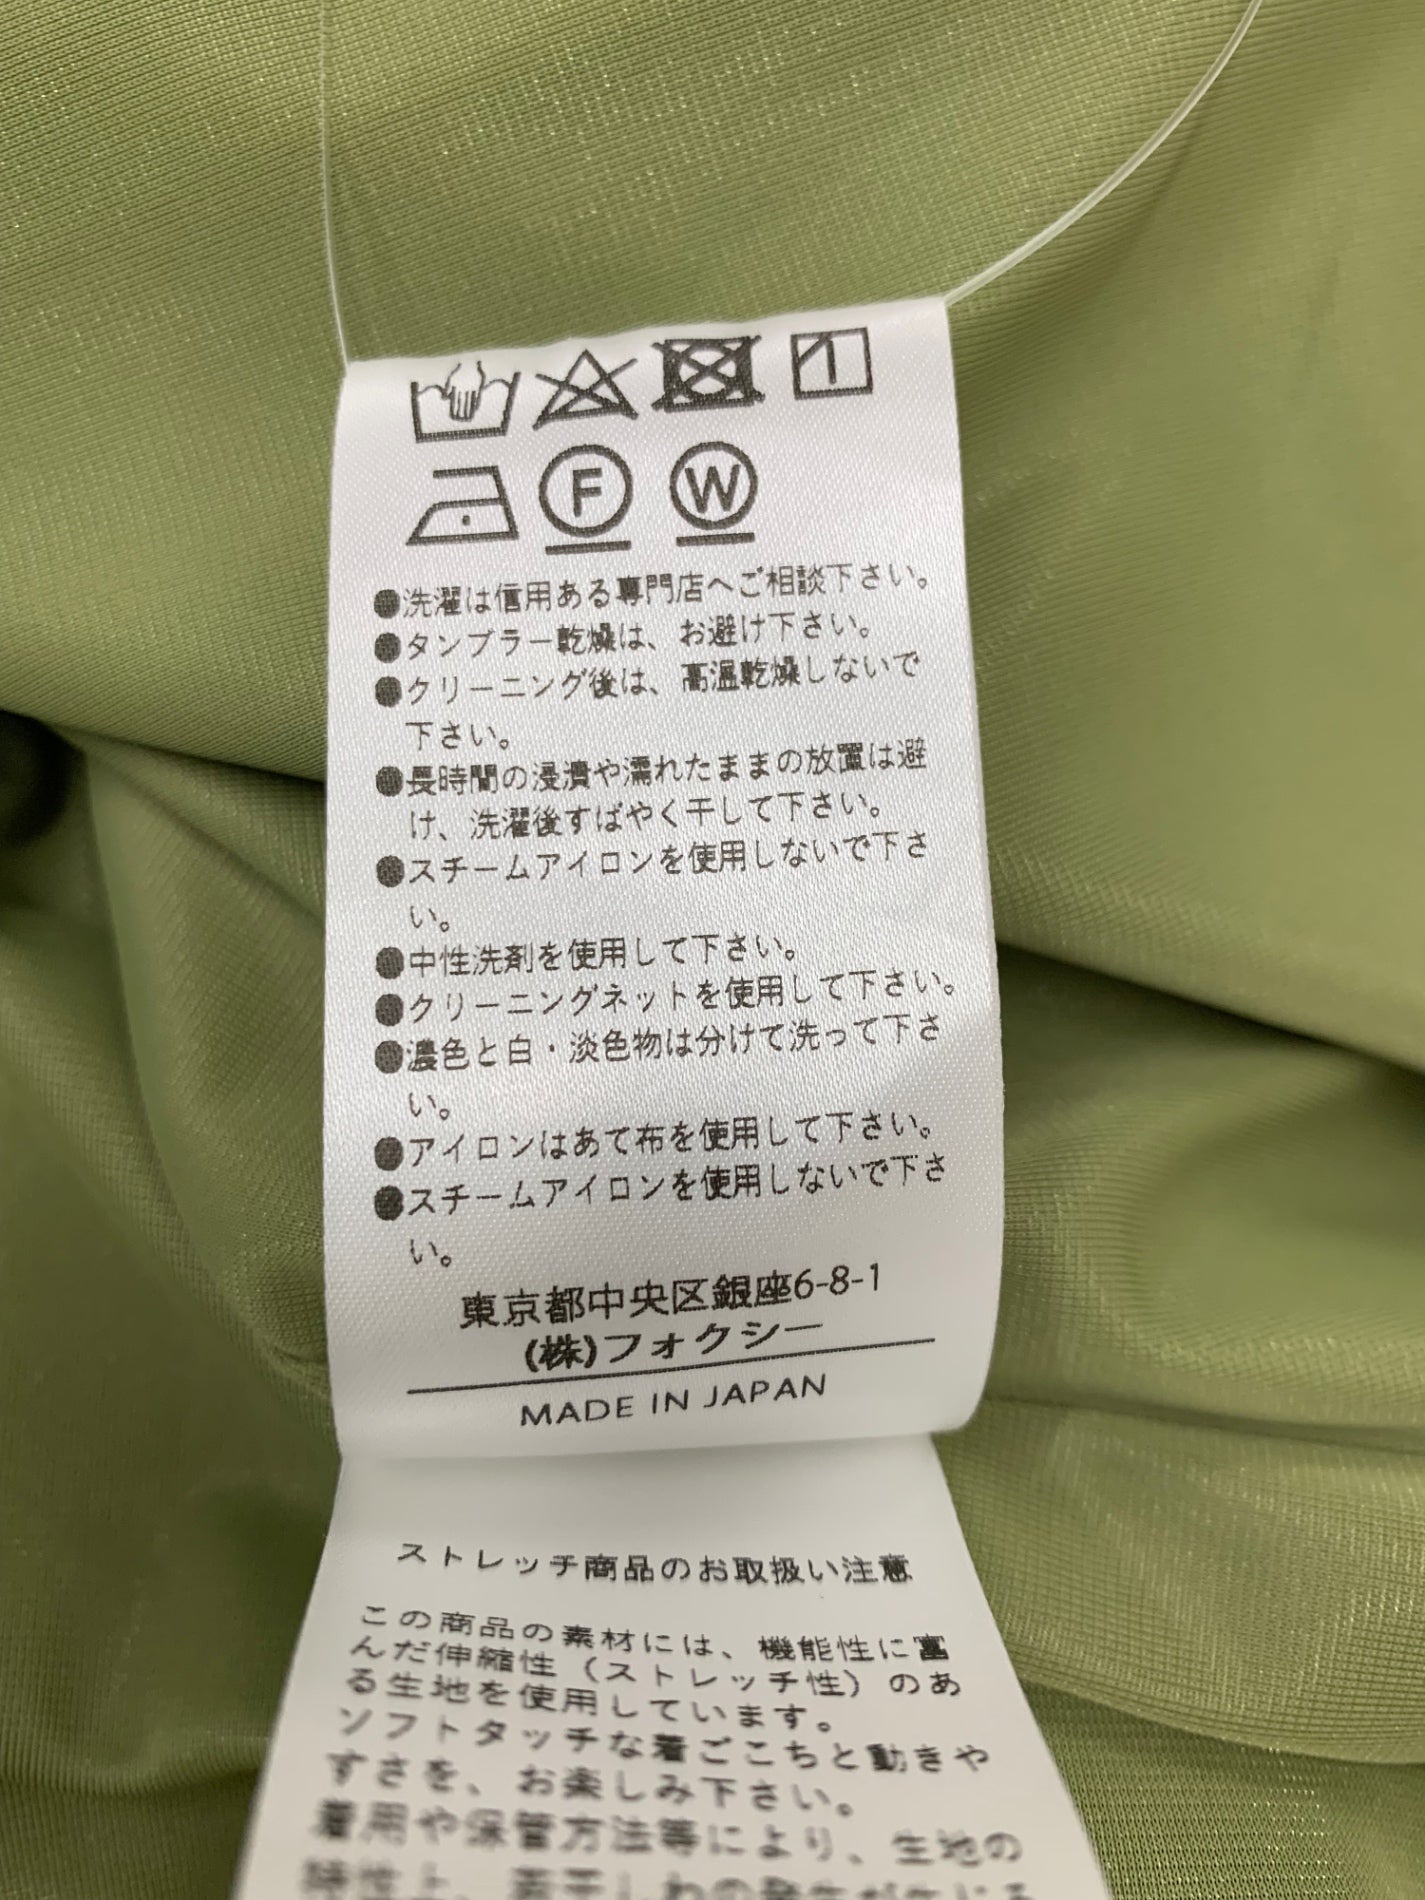 F W
●洗濯は信用ある専門店へご相談下さい。
●タンブラー乾燥は、お避け下さい。
●クリーニング後は、高温乾燥しないで
下さい。
●長時間の浸漬や濡れたままの放置は避
け、洗濯後すばやく干して下さい。
●スチームアイロンを使用しないで下さ
い。
●中性洗剤を使用して下さい。
●クリーニングネットを使用して下さい。
●濃色と白・淡色物は分けて洗って下さ
い。
●アイロンはあて布を使用して下さい。
●スチームアイロンを使用しないで下さ
い。
東京都中央区銀座6-8-1
(株)フォクシー
MADE IN JAPAN
ストレッチ商品のお取扱い注意
この商品の素材には、機能性に富
んだ伸縮性（ストレッチ性）のあ
る生地を使用しています。
ソフトタッチな着ごこちと動きや
すさを、お楽しみ下さい。
着用や保管方法等により、生地の
特性上、若干しわの発生が生じる